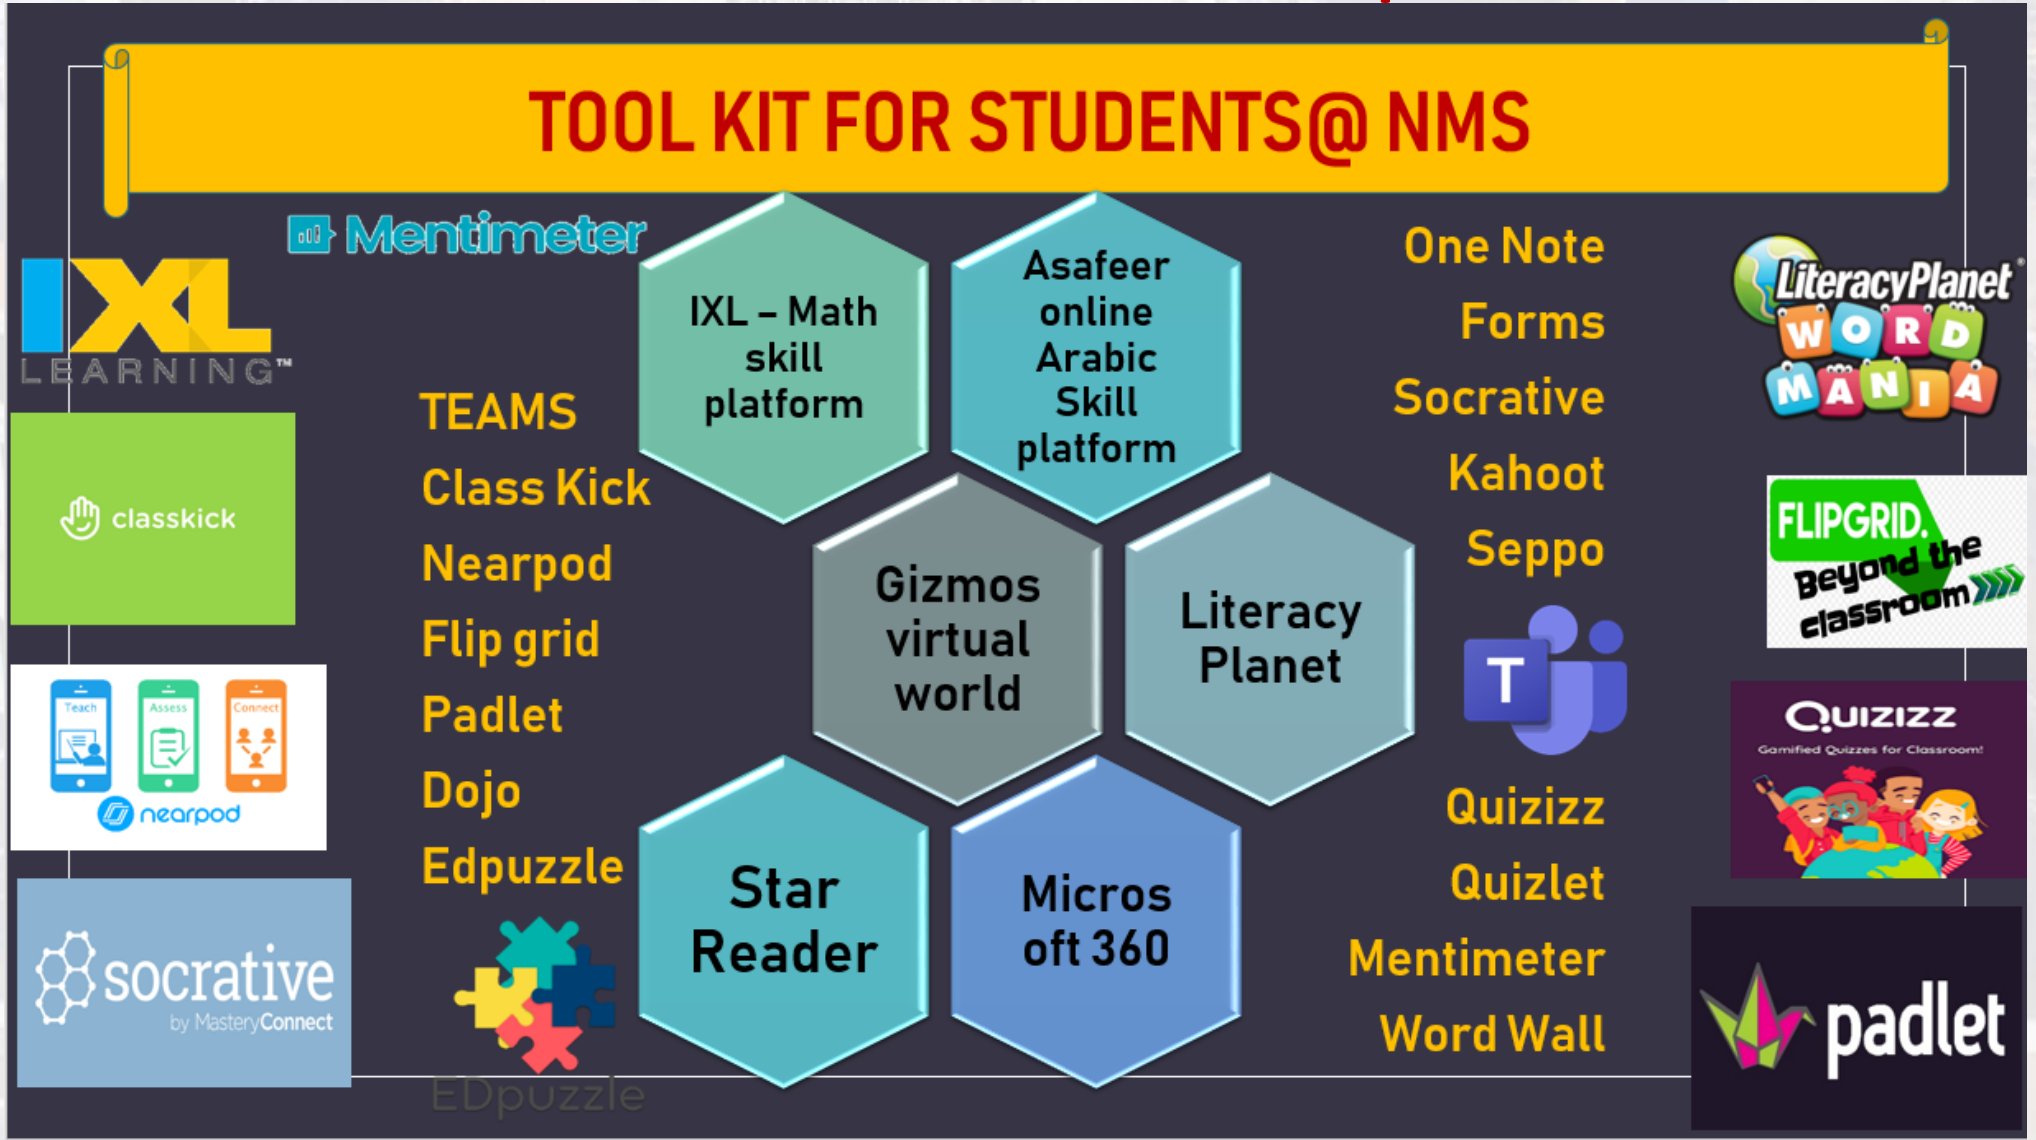 TOOL KIT FOR STUDENTS@ NMS
Mentimeter
IXL
LEARNING™
classkick
Teach
Assess
Connect
nearpod
socrative
by MasteryConnect
TEAMS
Class Kick
Nearpod
Flip grid
Padlet
Dojo
Edpuzzle
EDpuzzle
IXL – Math
skill
platform
Asafeer
online
Arabic
Skill
platform
Gizmos
virtual
world
Literacy
Planet
Star
Reader
Micros
oft 360
One Note
Forms
Socrative
Kahoot
Seppo
T
Quizizz
Quizlet
Mentimeter
Word Wall
LiteracyPlanet®
WORD
MANIA
FLIPGRID.
Beyond the
classroom
QUIZIZZ
Gamified Quizzes for Classroom!
padlet